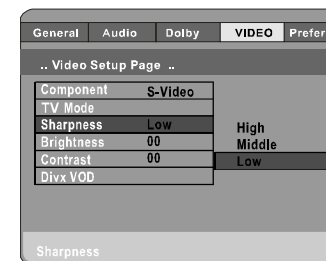 General Audio Dolby VIDEO Prefer
.. Video Setup Page ..
Component S-Video
TV Mode
Sharpness Low
Brightness 00
Contrast 00
Divx VOD
High
Middle
Low
Sharpness